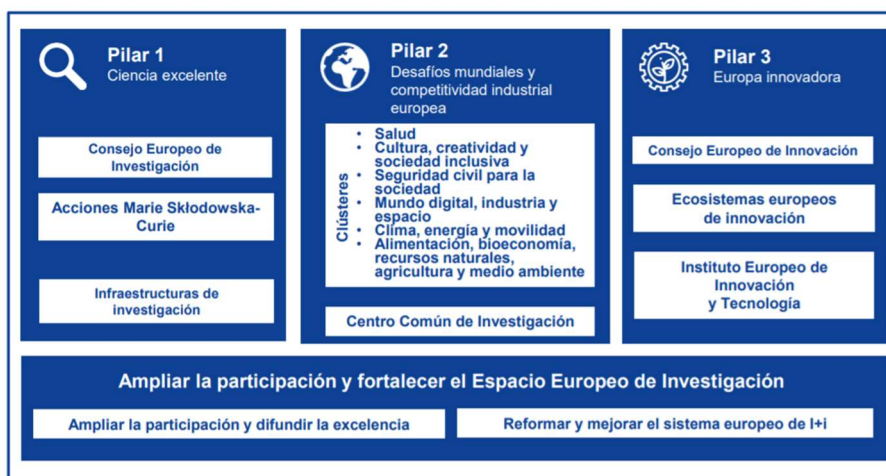 Pilar 1
Ciencia excelente
Consejo Europeo de
Investigación
Acciones Marie Skłodowska-
Curie
Infraestructuras de
investigación
Pilar 2
Desafíos mundiales y
competitividad industrial
europea
Clústeres
• Salud
• Cultura, creatividad y
sociedad inclusiva
• Seguridad civil para la
sociedad
• Mundo digital, industria y
espacio
• Clima, energía y movilidad
• Alimentación, bioeconomía,
recursos naturales,
agricultura y medio ambiente
Centro Común de Investigación
Pilar 3
Europa innovadora
Consejo Europeo de Innovación
Ecosistemas europeos
de innovación
Instituto Europeo de
Innovación
y Tecnología
Ampliar la participación y fortalecer el Espacio Europeo de Investigación
Ampliar la participación y difundir la excelencia
Reformar y mejorar el sistema europeo de I+i